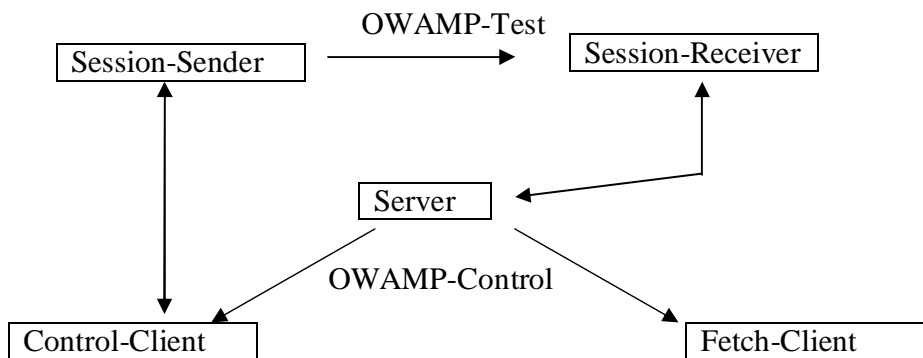 OWAMP-Test
Session-Sender
Session-Receiver
Server
OWAMP-Control
Control-Client
Fetch-Client